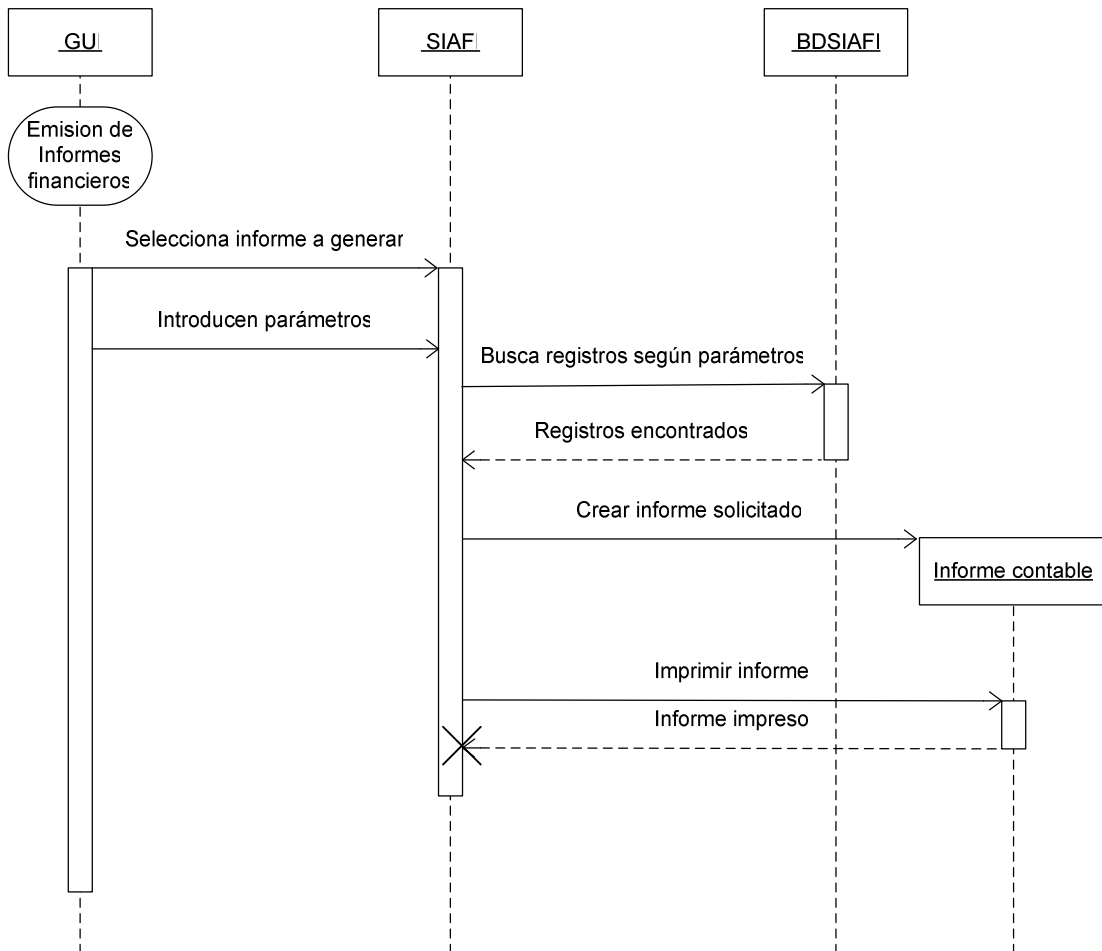 GUI
SIAFI
BDSIAFI
Emision de
Informes
financieros
Selecciona informe a generar
Introducen parámetros
Busca registros según parámetros
Registros encontrados
Crear informe solicitado
Informe contable
Imprimir informe
Informe impreso